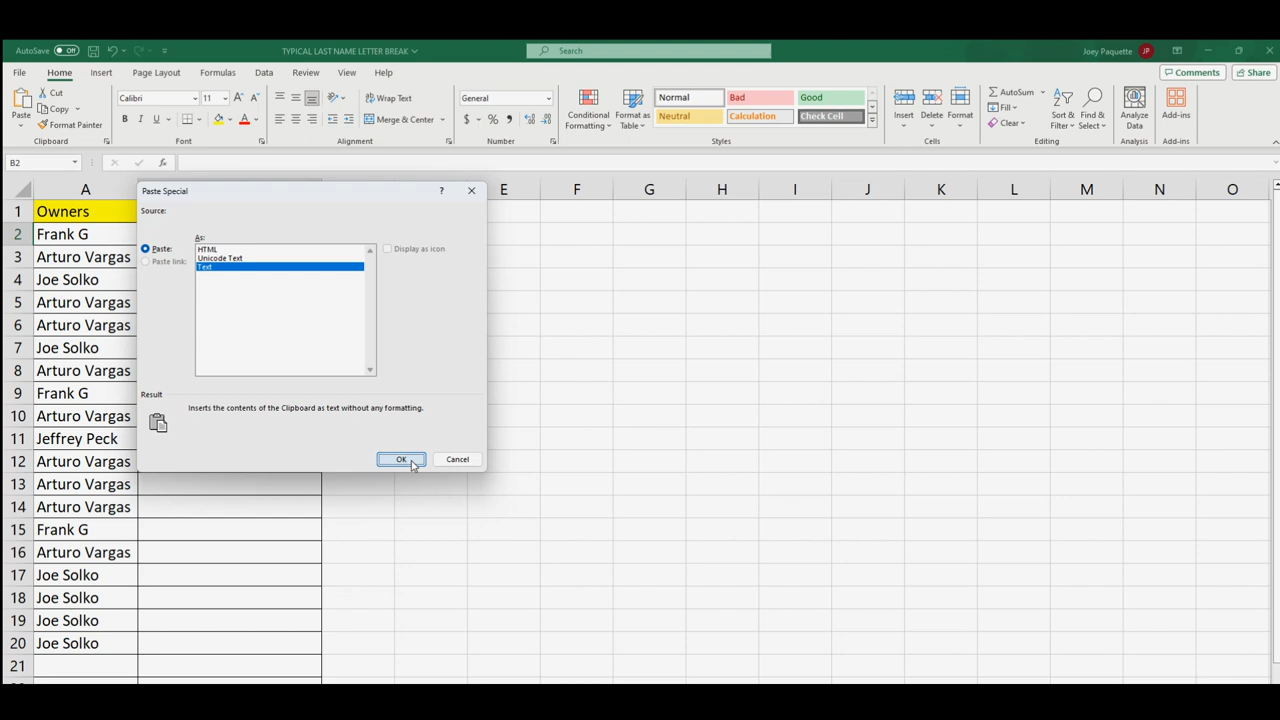 AutoSave Off TYPICAL LAST NAME LETTER BREAK Search Joey Paquette JP
File Home Insert Page Layout Formulas Data Review View Help Comments Share
Paste Cut Copy Format Painter Clipboard
Calibri 11 B I U A A Font
Wrap Text Merge & Center Alignment
General $ % Number
Conditional Formatting Format as Table
Normal Bad Good
Neutral Calculation Check Cell
Styles
Insert Delete Format Cells
AutoSum Fill Clear Sort & Filter Find & Select Editing
Analyze Data Analysis
Add-ins Add-ins
B2 fx
A E F G H I J K L M N O
1 Owners
2 Frank G
3 Arturo Vargas
4 Joe Solko
5 Arturo Vargas
6 Arturo Vargas
7 Joe Solko
8 Arturo Vargas
9 Frank G
10 Arturo Vargas
11 Jeffrey Peck
12 Arturo Vargas
13 Arturo Vargas
14 Arturo Vargas
15 Frank G
16 Arturo Vargas
17 Joe Solko
18 Joe Solko
19 Joe Solko
20 Joe Solko
21
Paste Special ?
Source:
As:
Paste: HTML Display as icon
Unicode Text
Paste link: Text
Result
Inserts the contents of the Clipboard as text without any formatting.
OK Cancel